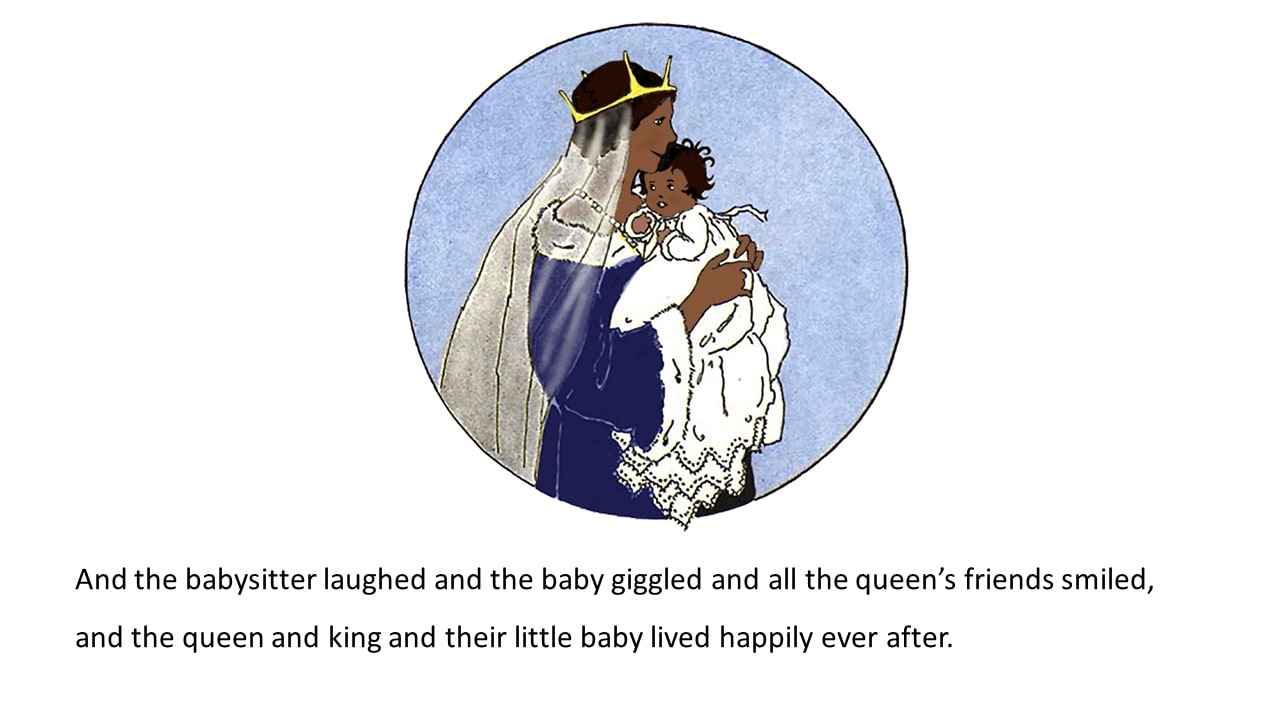 And the babysitter laughed and the baby giggled and all the queen’s friends smiled,
and the queen and king and their little baby lived happily ever after.